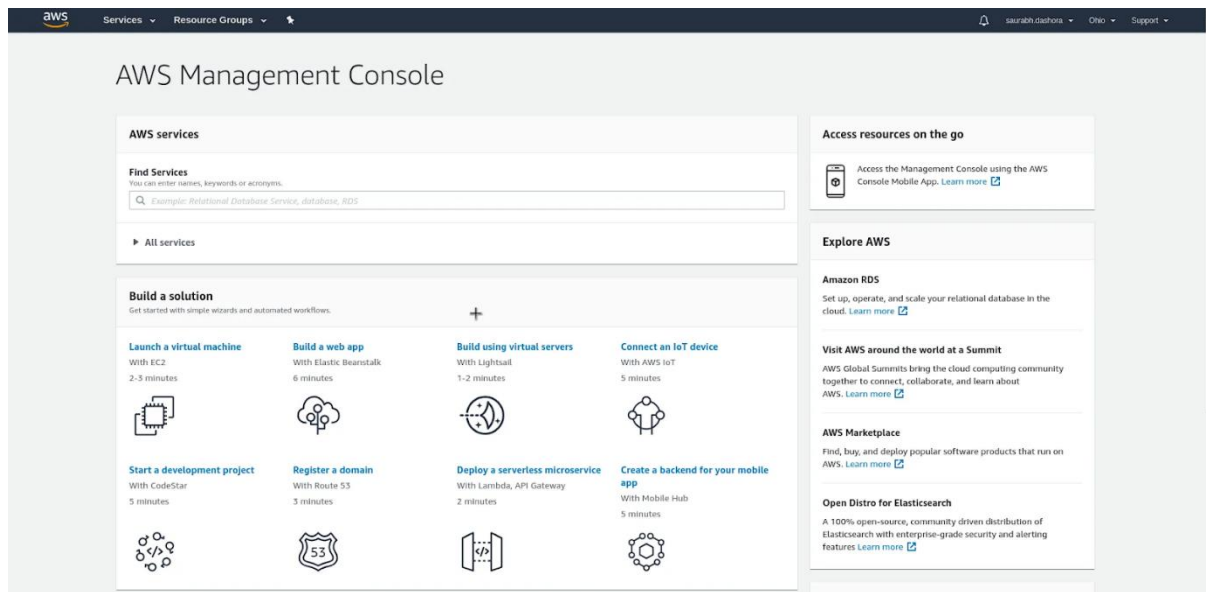 aws
Services
Resource Groups
saurabh.dashora
Ohio
Support
AWS Management Console
AWS services
Find Services
You can enter names, keywords or acronyms.
Example: Relational Database Service, database, RDS
All services
Build a solution
Get started with simple wizards and automated workflows.
Launch a virtual machine
With EC2
2-3 minutes
Build a web app
With Elastic Beanstalk
6 minutes
Build using virtual servers
With Lightsail
1-2 minutes
Connect an IoT device
With AWS IoT
5 minutes
Start a development project
With CodeStar
5 minutes
Register a domain
With Route 53
3 minutes
53
Deploy a serverless microservice
With Lambda, API Gateway
2 minutes
Create a backend for your mobile
app
With Mobile Hub
5 minutes
Access resources on the go
Access the Management Console using the AWS
Console Mobile App. Learn more
Explore AWS
Amazon RDS
Set up, operate, and scale your relational database in the
cloud. Learn more
Visit AWS around the world at a Summit
AWS Global Summits bring the cloud computing community
together to connect, collaborate, and learn about
AWS. Learn more
AWS Marketplace
Find, buy, and deploy popular software products that run on
AWS. Learn more
Open Distro for Elasticsearch
A 100% open-source, community driven distribution of
Elasticsearch with enterprise-grade security and alerting
features Learn more